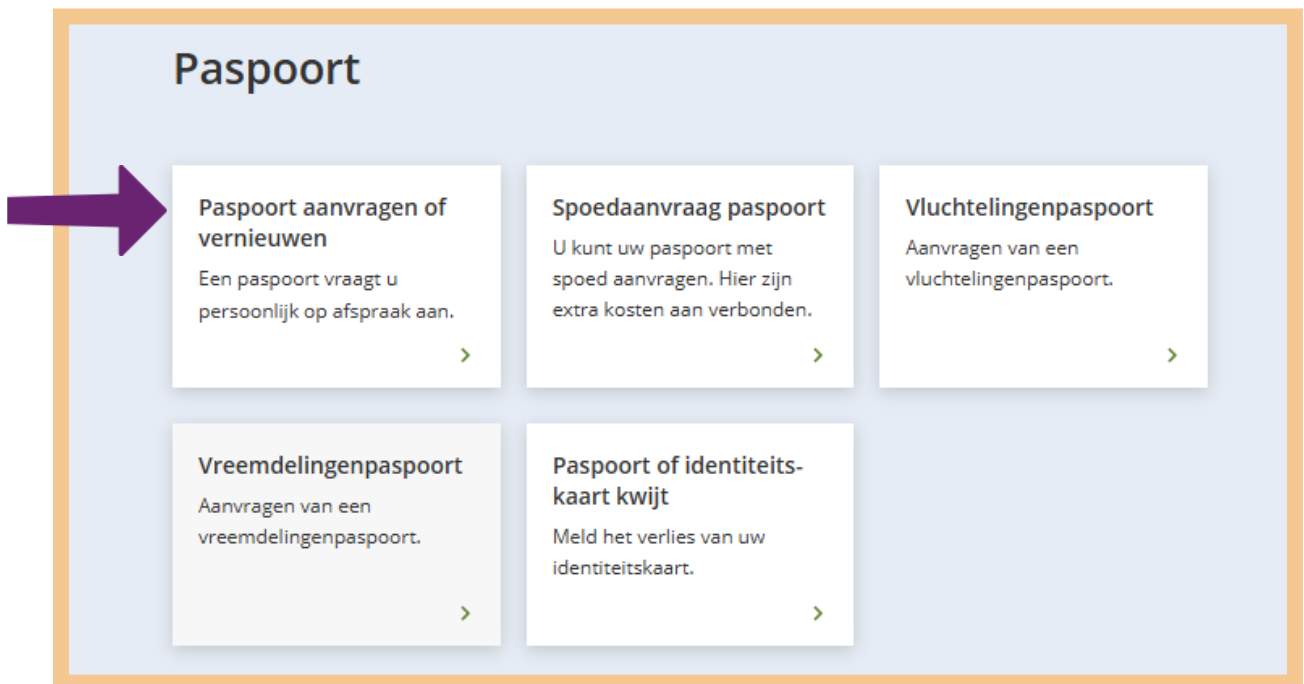 Paspoort
Paspoort aanvragen of
vernieuwen
Een paspoort vraagt u
persoonlijk op afspraak aan.
Spoedaanvraag paspoort
U kunt uw paspoort met
spoed aanvragen. Hier zijn
extra kosten aan verbonden.
Vluchtelingenpaspoort
Aanvragen van een
vluchtelingenpaspoort.
Vreemdelingenpaspoort
Aanvragen van een
vreemdelingenpaspoort.
Paspoort of identiteits-
kaart kwijt
Meld het verlies van uw
identiteitskaart.